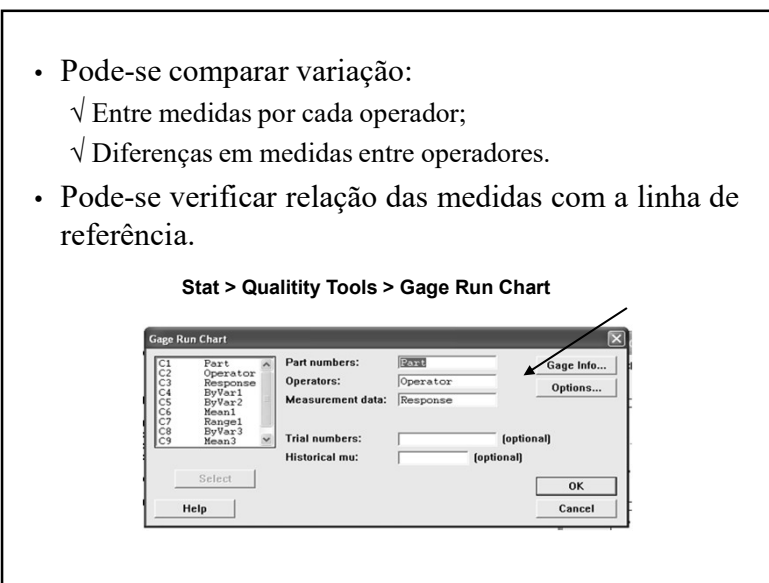 • Pode-se comparar variação:
√ Entre medidas por cada operador;
√ Diferenças em medidas entre operadores.
• Pode-se verificar relação das medidas com a linha de
referência.
Stat > Qualitity Tools > Gage Run Chart
Gage Run Chart
C1 Part
C2 Operator
C3 Response
C4 ByVar1
C5 ByVar2
C6 Mean1
C7 Range1
C8 ByVar3
C9 Mean3
Select
Help
Part numbers: Part
Operators: Operator
Measurement data: Response
Trial numbers: (optional)
Historical mu: (optional)
Gage Info...
Options...
OK
Cancel